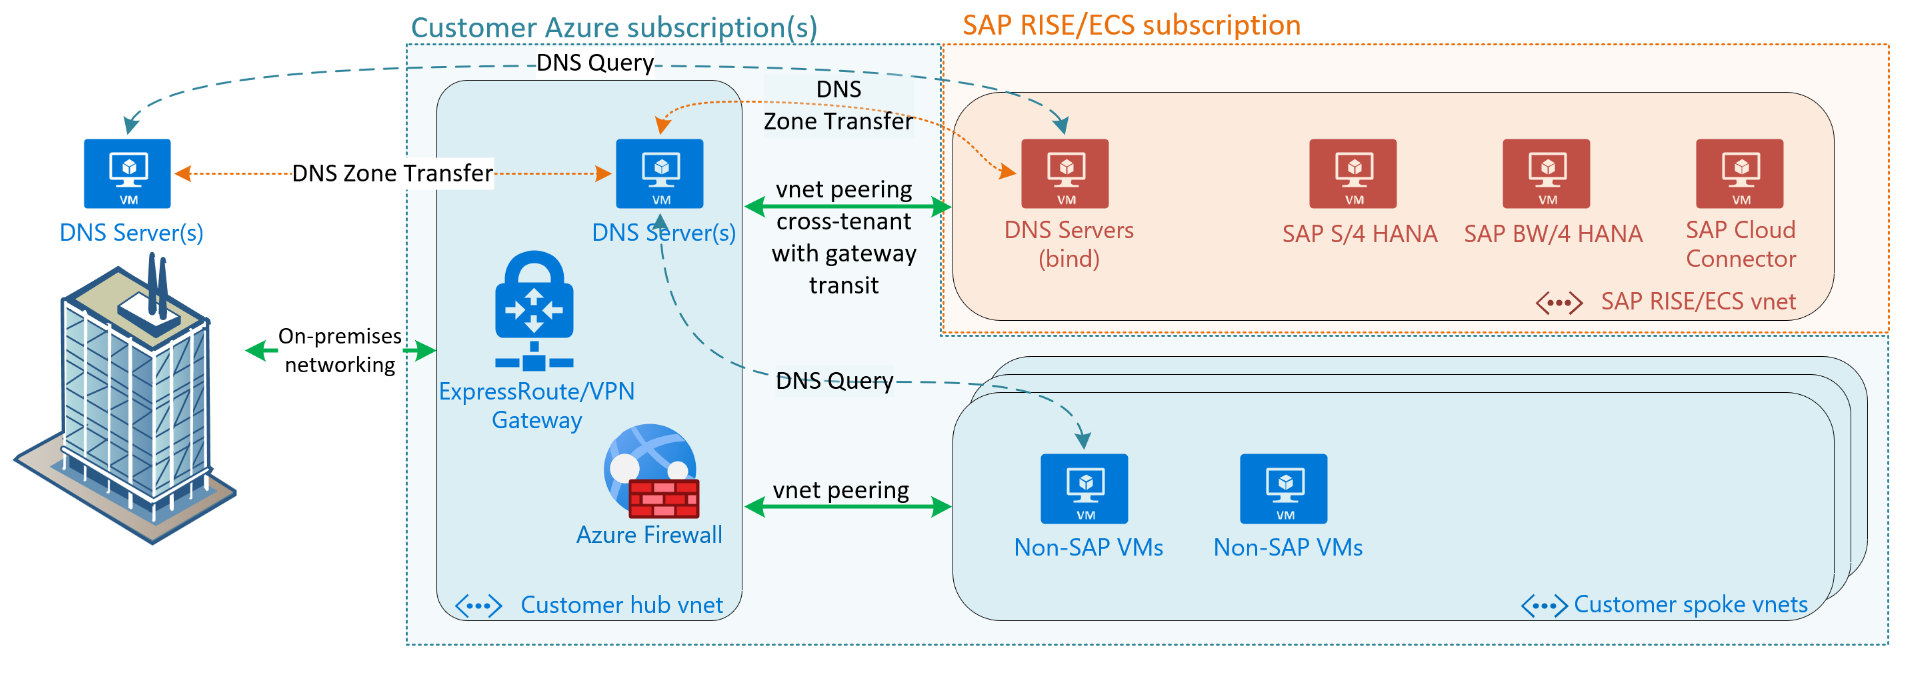 Customer Azure subscription(s)
SAP RISE/ECS subscription
DNS Query
DNS
Zone Transfer
VM
DNS Server(s)
DNS Zone Transfer
VM
DNS Server(s)
vnet peering
cross-tenant
with gateway
transit
VM
DNS Servers
(bind)
VM
SAP S/4 HANA
VM
SAP BW/4 HANA
VM
SAP Cloud
Connector
SAP RISE/ECS vnet
On-premises
networking
ExpressRoute/VPN
Gateway
DNS Query
Azure Firewall
vnet peering
VM
Non-SAP VMs
VM
Non-SAP VMs
Customer hub vnet
Customer spoke vnets